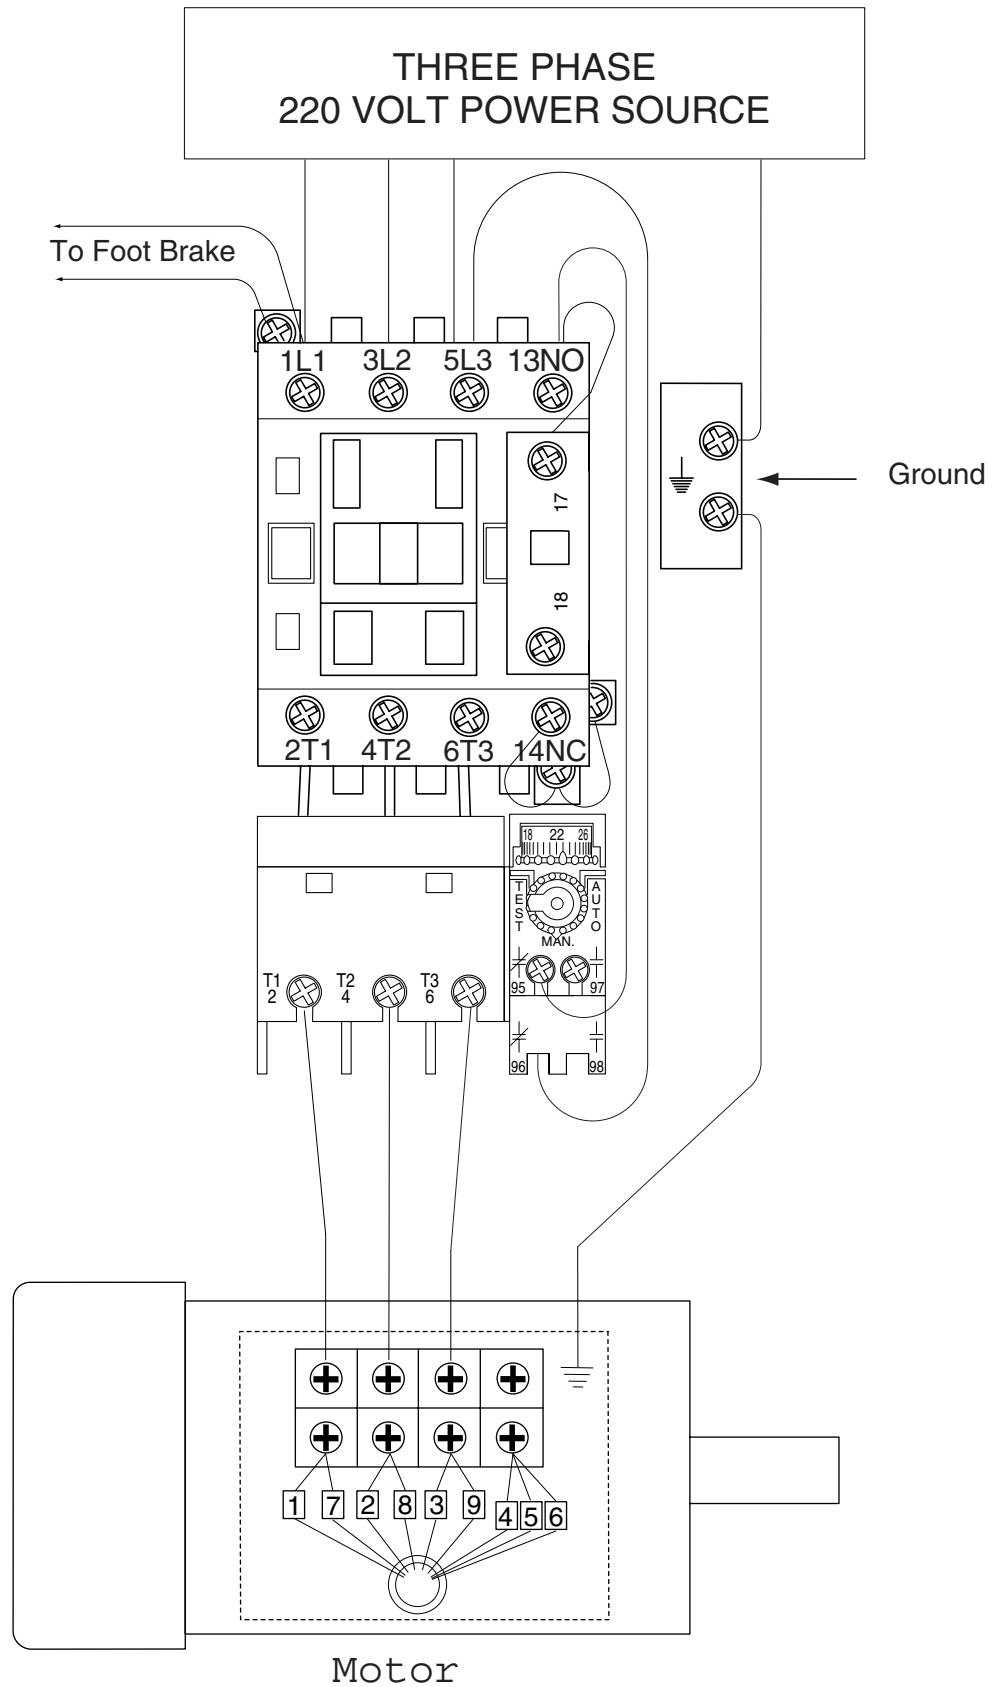 THREE PHASE
220 VOLT POWER SOURCE
To Foot Brake
1L1 3L2 5L3 13NO
Ground
17
18
2T1 4T2 6T3 14NC
18 22 26
TEST
AUTO
MAN.
95 97
T1 T2 T3
2 4 6
96 98
1 7 2 8 3 9 4 5 6
Motor